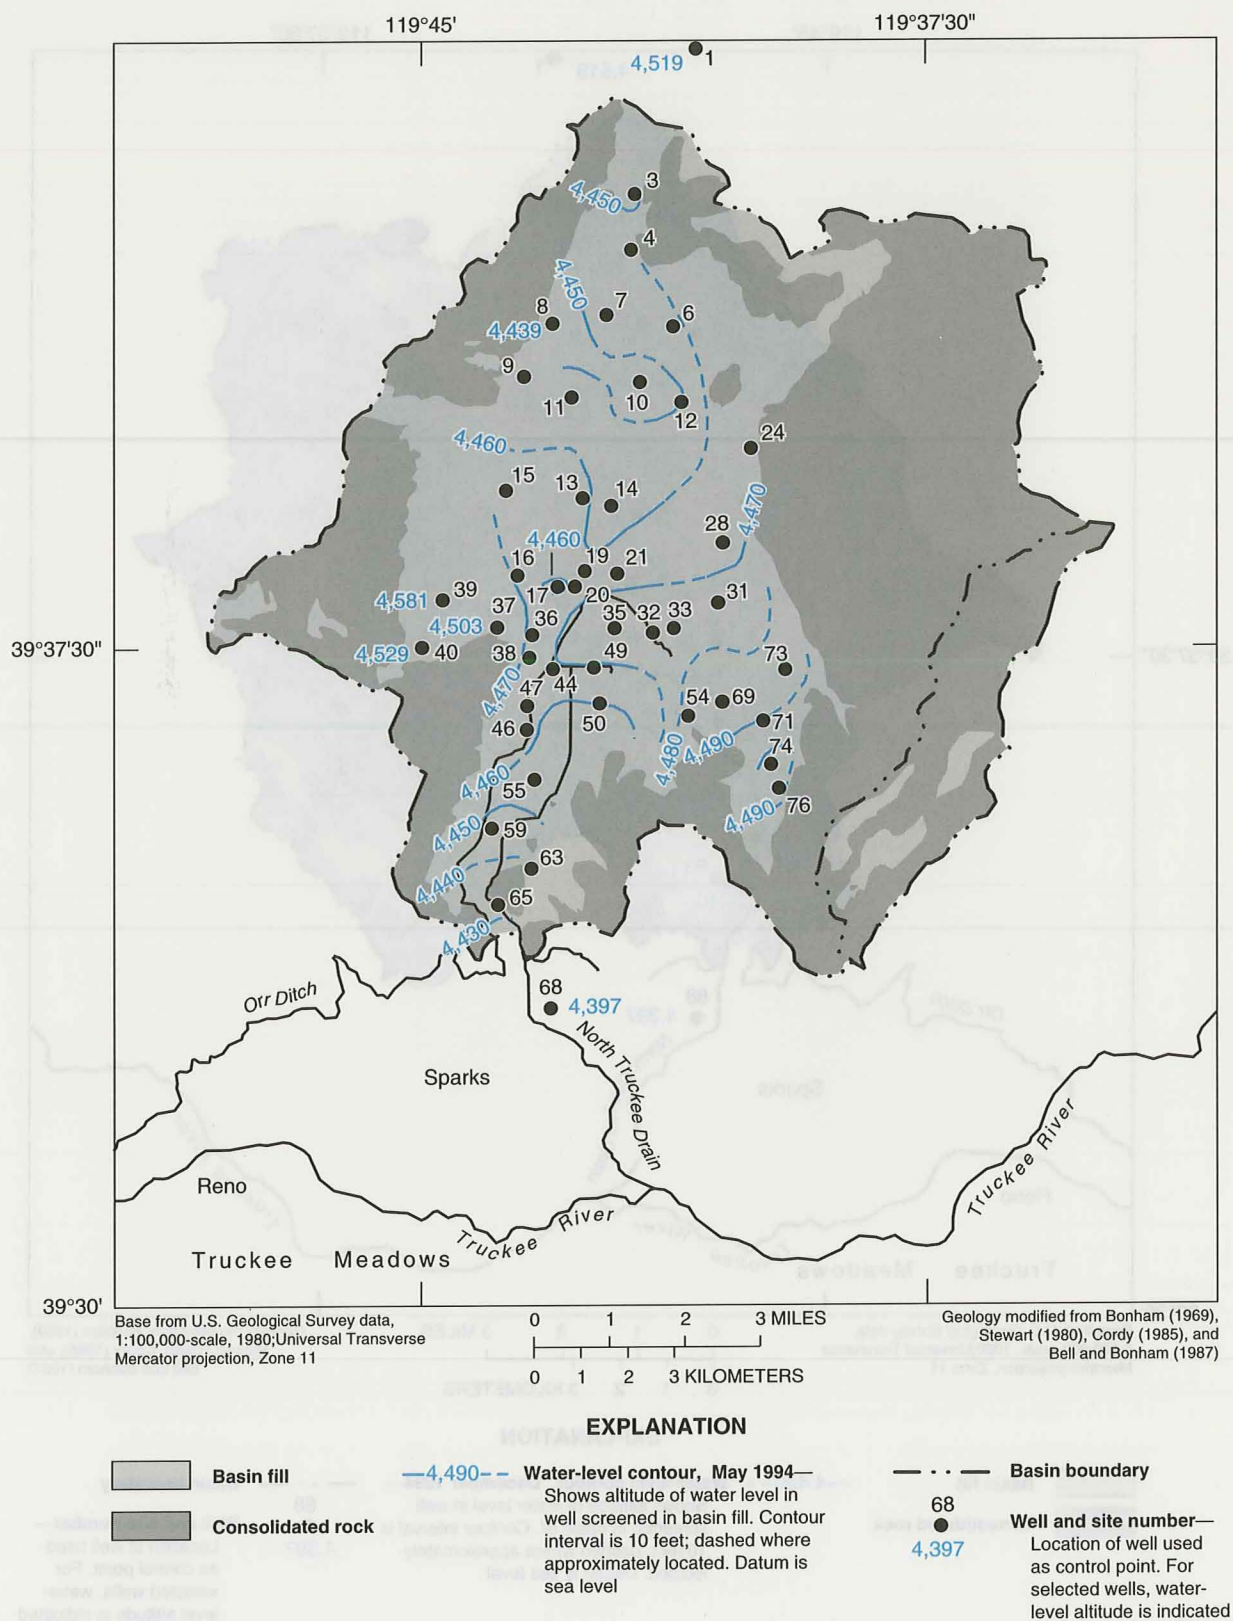 119°45' 119°37'30"
4,519 1
3
4,450
4
4,450
7
8 6
4,439
9
10
11
12
24
4,460
15 13 14
4,470
28
4,460
16 19 21
39 17 20 31
4,581
37 36 35 32 33
4,503
39°37'30"
4,529 40 38 49 73
44
4,470 47 54 69
46 50 71
4,480 4,490
74
4,460 55
76
4,490
4,450 59
63
4,440
65
4,430
68
4,397
Orr Ditch
North Truckee Drain
Sparks
Truckee River
Reno
Truckee River
Truckee Meadows
39°30'
Base from U.S. Geological Survey data,
1:100,000-scale, 1980;Universal Transverse
Mercator projection, Zone 11
0 1 2 3 MILES
0 1 2 3 KILOMETERS
Geology modified from Bonham (1969),
Stewart (1980), Cordy (1985), and
Bell and Bonham (1987)
EXPLANATION
Basin fill
Consolidated rock
4,490 Water-level contour, May 1994—
Shows altitude of water level in
well screened in basin fill. Contour
interval is 10 feet; dashed where
approximately located. Datum is
sea level
Basin boundary
68
4,397
Well and site number—
Location of well used
as control point. For
selected wells, water-
level altitude is indicated